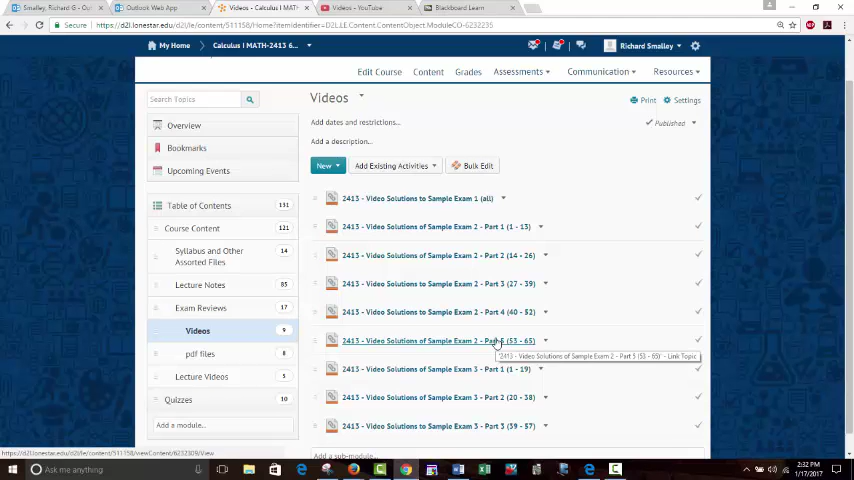 Smalley, Richard G - Out
Outlook Web App
Videos - Calculus I MATH
Videos - YouTube
Blackboard Learn
https://d2l.lonestar.edu/d2l/le/content/511158/Home?itemIdentifier=D2L.LE.Content.ContentObject.ModuleCO-6232235
My Home
Calculus I MATH-2413 6...
Richard Smalley
Edit Course
Content
Grades
Assessments
Communication
Resources
Search Topics
Videos
Print
Settings
Overview
Add dates and restrictions...
Published
Bookmarks
Add a description...
Upcoming Events
New
Add Existing Activities
Bulk Edit
Table of Contents 131
2413 - Video Solutions to Sample Exam 1 (all)
Course Content 121
2413 - Video Solutions of Sample Exam 2 - Part 1 (1 - 13)
Syllabus and Other
Assorted Files
14
2413 - Video Solutions of Sample Exam 2 - Part 2 (14 - 26)
Lecture Notes 85
2413 - Video Solutions of Sample Exam 2 - Part 3 (27 - 39)
Exam Reviews 17
2413 - Video Solutions of Sample Exam 2 - Part 4 (40 - 52)
Videos 9
2413 - Video Solutions of Sample Exam 2 - Part 5 (53 - 65)
pdf files 8
'2413 - Video Solutions of Sample Exam 2 - Part 5 (53 - 65)' - Link Topic
Lecture Videos 5
2413 - Video Solutions of Sample Exam 3 - Part 1 (1 - 19)
Quizzes 10
2413 - Video Solutions of Sample Exam 3 - Part 2 (20 - 38)
Add a module...
2413 - Video Solutions of Sample Exam 3 - Part 3 (39 - 57)
https://d2l.lonestar.edu/d2l/le/content/511158/viewContent/6232309/View
Add a sub-module...
Ask me anything
2:32 PM
1/17/2017